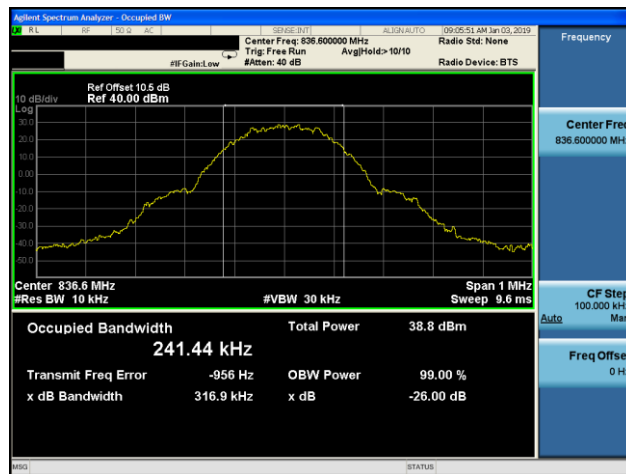 Agilent Spectrum Analyzer - Occupied BW
RL RF 50 Ω AC SENSE:INT ALIGNAUTO 09:05:51 AM Jan 03, 2019
Center Freq: 836.600000 MHz Radio Std: None
Trig: Free Run Avg|Hold:> 10/10
#IFGain:Low #Atten: 40 dB Radio Device: BTS
Frequency
Ref Offset 10.5 dB
10 dB/div Ref 40.00 dBm
Log
30.0
20.0
10.0
0.00
-10.0
-20.0
-30.0
-40.0
-50.0
Center 836.6 MHz Span 1 MHz
#Res BW 10 kHz #VBW 30 kHz Sweep 9.6 ms
Center Freq
836.600000 MH
CF Step
100.000 kH
Auto Ma
Freq Offse
0 H
Occupied Bandwidth Total Power 38.8 dBm
241.44 kHz
Transmit Freq Error -956 Hz OBW Power 99.00 %
x dB Bandwidth 316.9 kHz x dB -26.00 dB
MSG STATUS